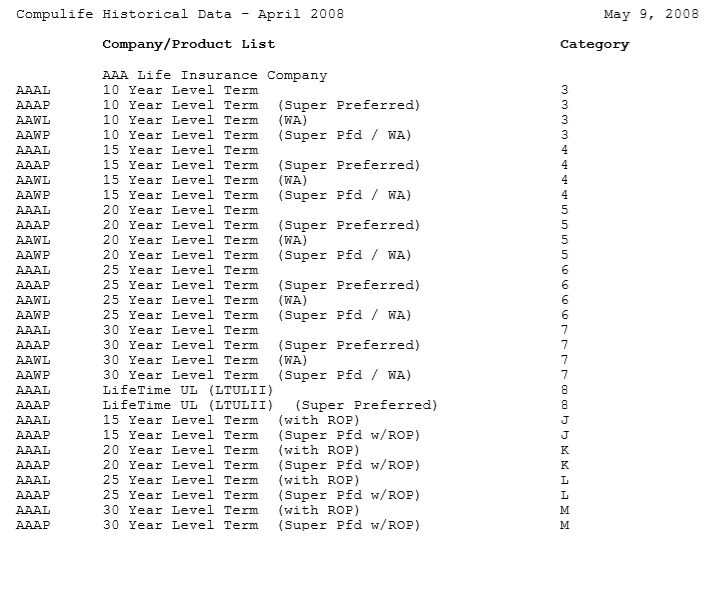 Compulife Historical Data - April 2008 May 9, 2008
Company/Product List Category
AAA Life Insurance Company
AAAL 10 Year Level Term 3
AAAP 10 Year Level Term (Super Preferred) 3
AAWL 10 Year Level Term (WA) 3
AAWP 10 Year Level Term (Super Pfd / WA) 3
AAAL 15 Year Level Term 4
AAAP 15 Year Level Term (Super Preferred) 4
AAWL 15 Year Level Term (WA) 4
AAWP 15 Year Level Term (Super Pfd / WA) 4
AAAL 20 Year Level Term 5
AAAP 20 Year Level Term (Super Preferred) 5
AAWL 20 Year Level Term (WA) 5
AAWP 20 Year Level Term (Super Pfd / WA) 5
AAAL 25 Year Level Term 6
AAAP 25 Year Level Term (Super Preferred) 6
AAWL 25 Year Level Term (WA) 6
AAWP 25 Year Level Term (Super Pfd / WA) 6
AAAL 30 Year Level Term 7
AAAP 30 Year Level Term (Super Preferred) 7
AAWL 30 Year Level Term (WA) 7
AAWP 30 Year Level Term (Super Pfd / WA) 7
AAAL LifeTime UL (LTULII) 8
AAAP LifeTime UL (LTULII) (Super Preferred) 8
AAAL 15 Year Level Term (with ROP) J
AAAP 15 Year Level Term (Super Pfd w/ROP) J
AAAL 20 Year Level Term (with ROP) K
AAAP 20 Year Level Term (Super Pfd w/ROP) K
AAAL 25 Year Level Term (with ROP) L
AAAP 25 Year Level Term (Super Pfd w/ROP) L
AAAL 30 Year Level Term (with ROP) M
AAAP 30 Year Level Term (Super Pfd w/ROP) M